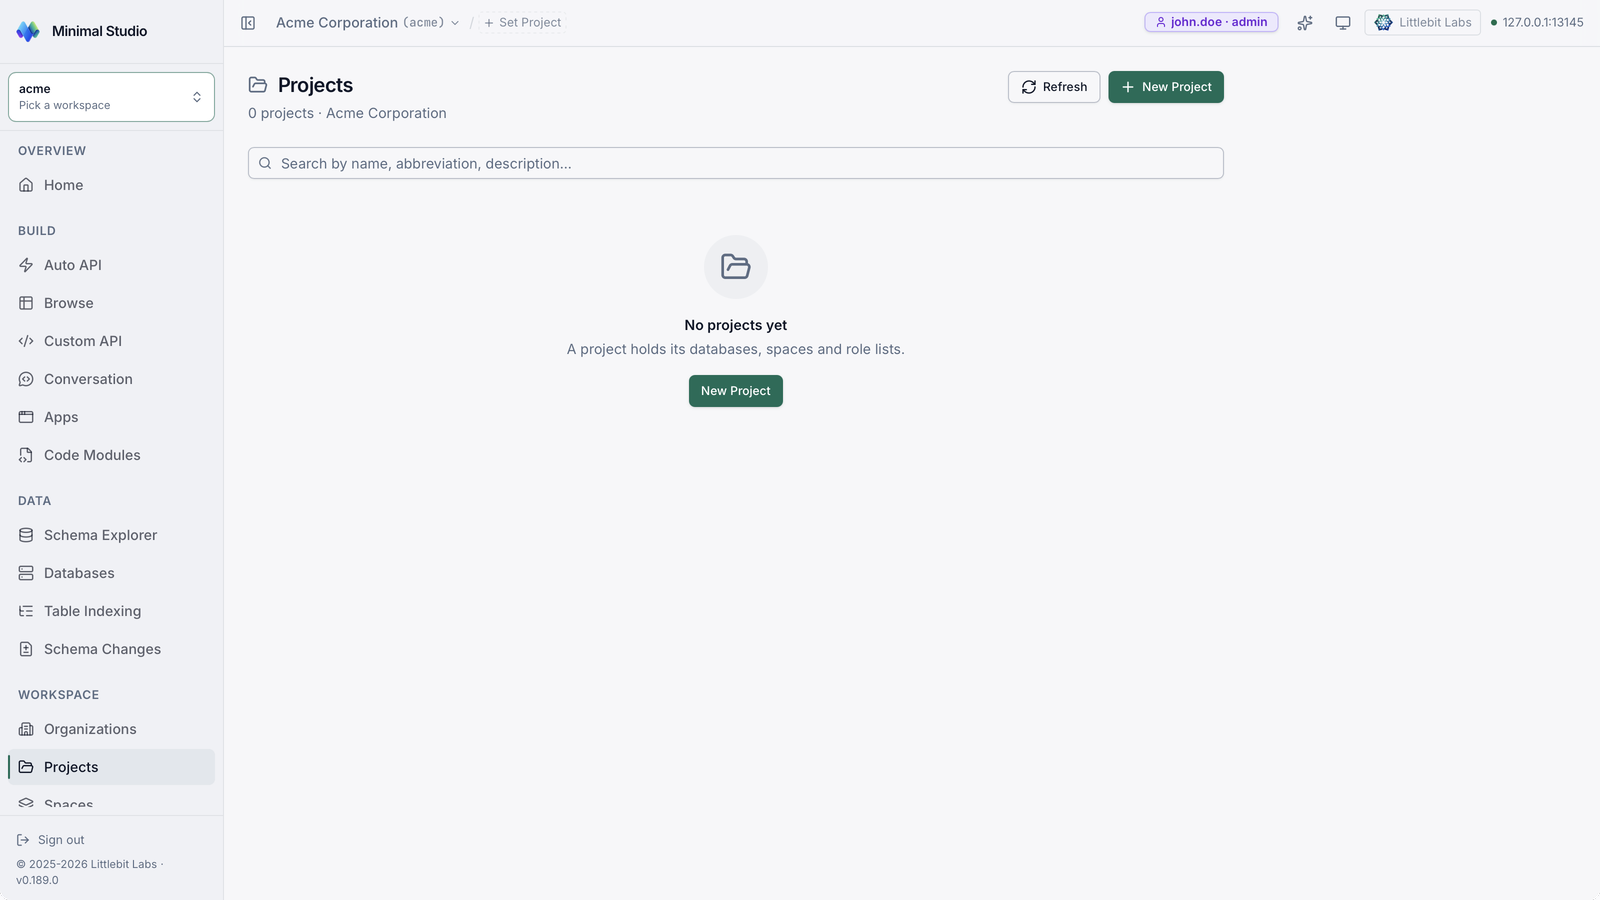 Minimal Studio
Acme Corporation (acme)
/
Set Project
john.doe · admin
Littlebit Labs
127.0.0.1:13145
acme
Pick a workspace
OVERVIEW
Home
BUILD
Auto API
Browse
Custom API
Conversation
Apps
Code Modules
DATA
Schema Explorer
Databases
Table Indexing
Schema Changes
WORKSPACE
Organizations
Projects
Spaces
Sign out
© 2025-2026 Littlebit Labs ·
v0.189.0
Projects
0 projects · Acme Corporation
Refresh
New Project
Search by name, abbreviation, description...
No projects yet
A project holds its databases, spaces and role lists.
New Project